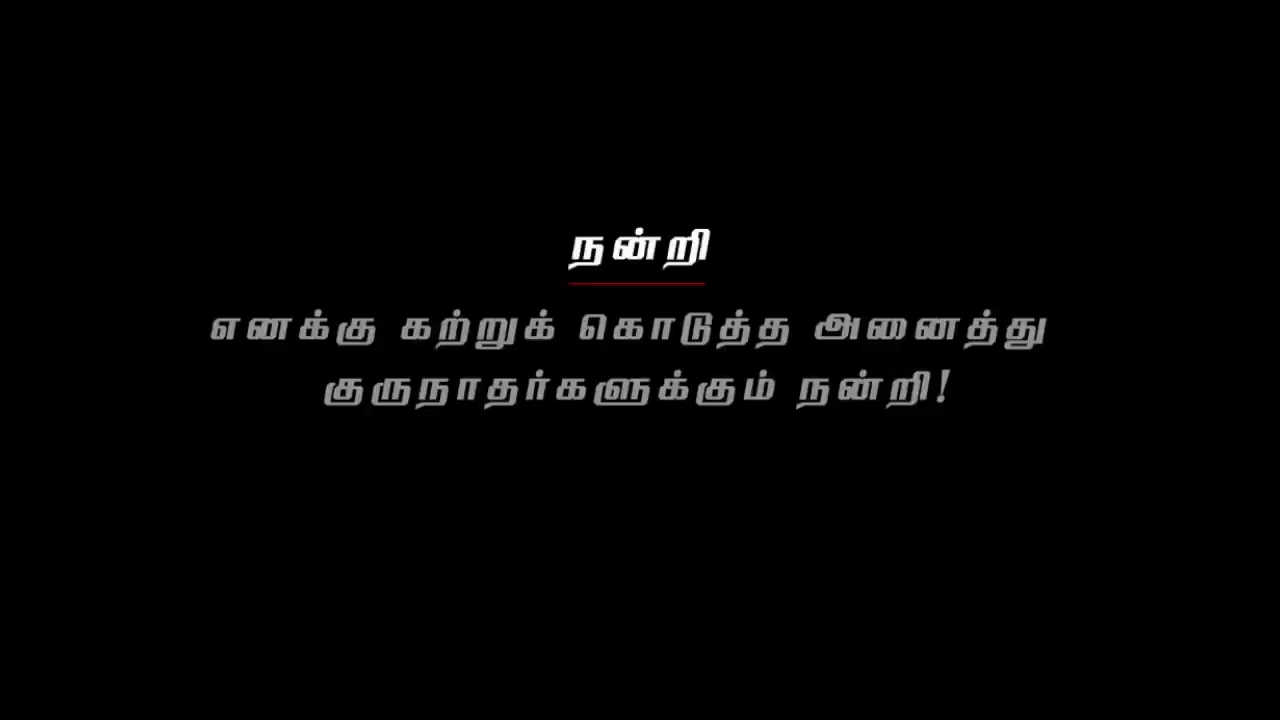 நன்றி
எனக்கு கற்றுக் கொடுத்த அனைத்து
குருநாதர்களுக்கும் நன்றி!